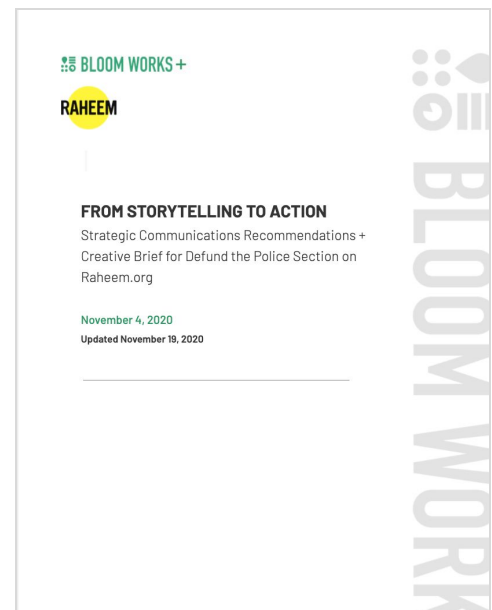 BLOOM WORKS +
RAHEEM
FROM STORYTELLING TO ACTION
Strategic Communications Recommendations +
Creative Brief for Defund the Police Section on
Raheem.org
November 4, 2020
Updated November 19, 2020
BLOOM WORK